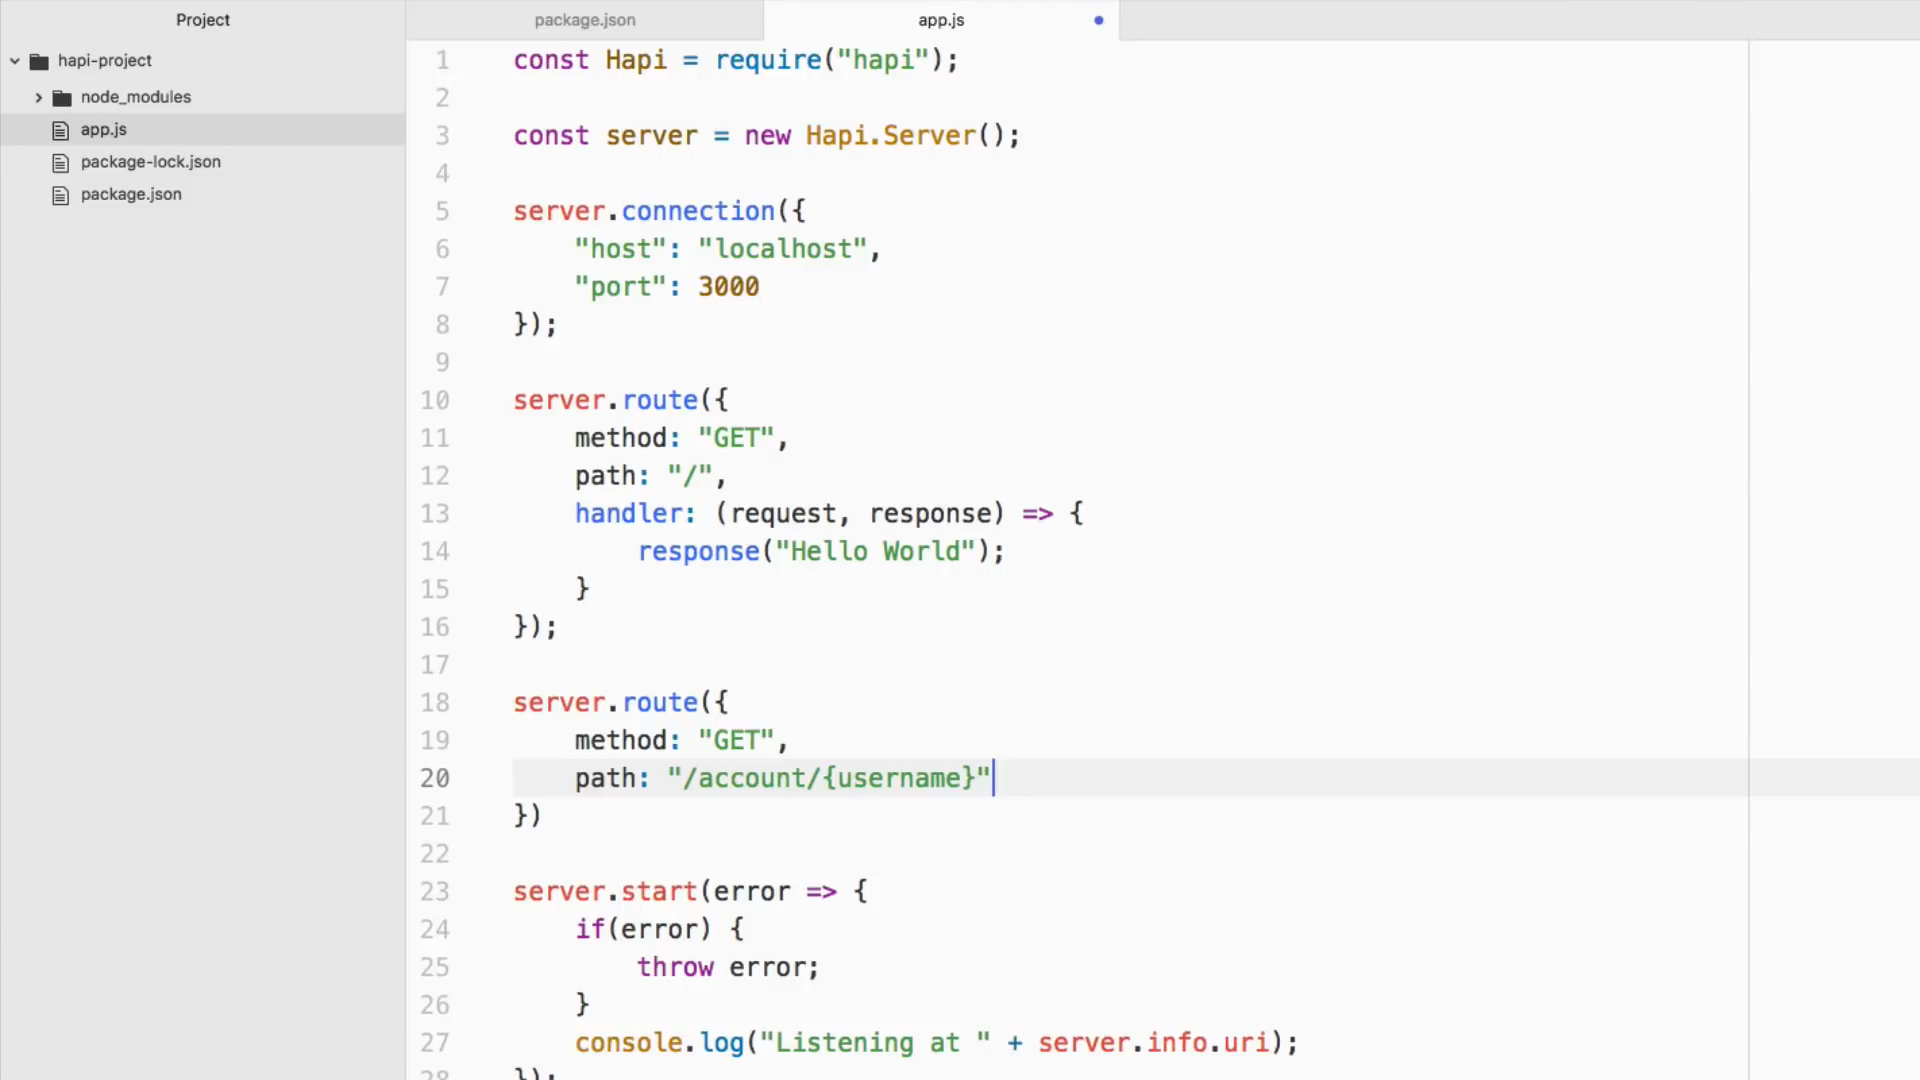 Project
hapi-project
node_modules
app.js
package-lock.json
package.json
package.json
app.js
1 const Hapi = require("hapi");
2
3 const server = new Hapi.Server();
4
5 server.connection({
6 "host": "localhost",
7 "port": 3000
8 });
9
10 server.route({
11 method: "GET",
12 path: "/",
13 handler: (request, response) => {
14 response("Hello World");
15 }
16 });
17
18 server.route({
19 method: "GET",
20 path: "/account/{username}"
21 })
22
23 server.start(error => {
24 if(error) {
25 throw error;
26 }
27 console.log("Listening at " + server.info.uri);
28 });